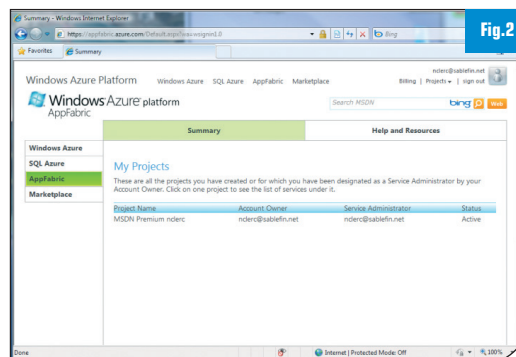 Summary - Windows Internet Explorer
Fig.2
https://appfabric.azure.com/Default.aspx?wa=wsignin1.0
Bing
Favorites Summary
nclerc@sablefin.net
Windows Azure Platform Windows Azure SQL Azure AppFabric Marketplace Billing | Projects | sign out
Windows Azure platform
AppFabric
Search MSDN bing Web
Summary Help and Resources
Windows Azure
SQL Azure
AppFabric
Marketplace
My Projects
These are all the projects you have created or for which you have been designated as a Service Administrator by your
Account Owner. Click on one project to see the list of services under it.
Project Name Account Owner Service Administrator Status
MSDN Premium nclerc nclerc@sablefin.net nclerc@sablefin.net Active
Done Internet | Protected Mode: Off 100%